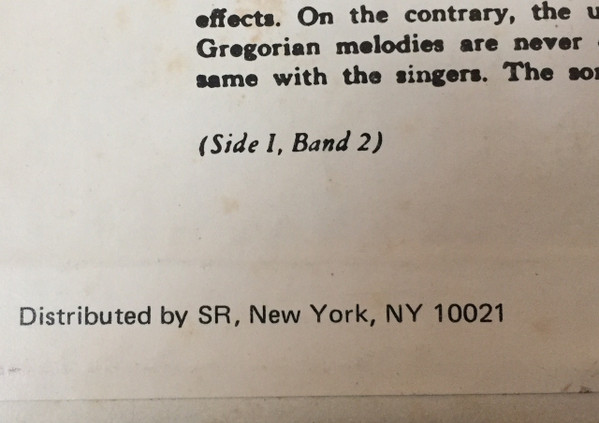 effects. On the contrary, the
Gregorian melodies are never
same with the singers. The
(Side I, Band 2)
Distributed by SR, New York, NY 10021